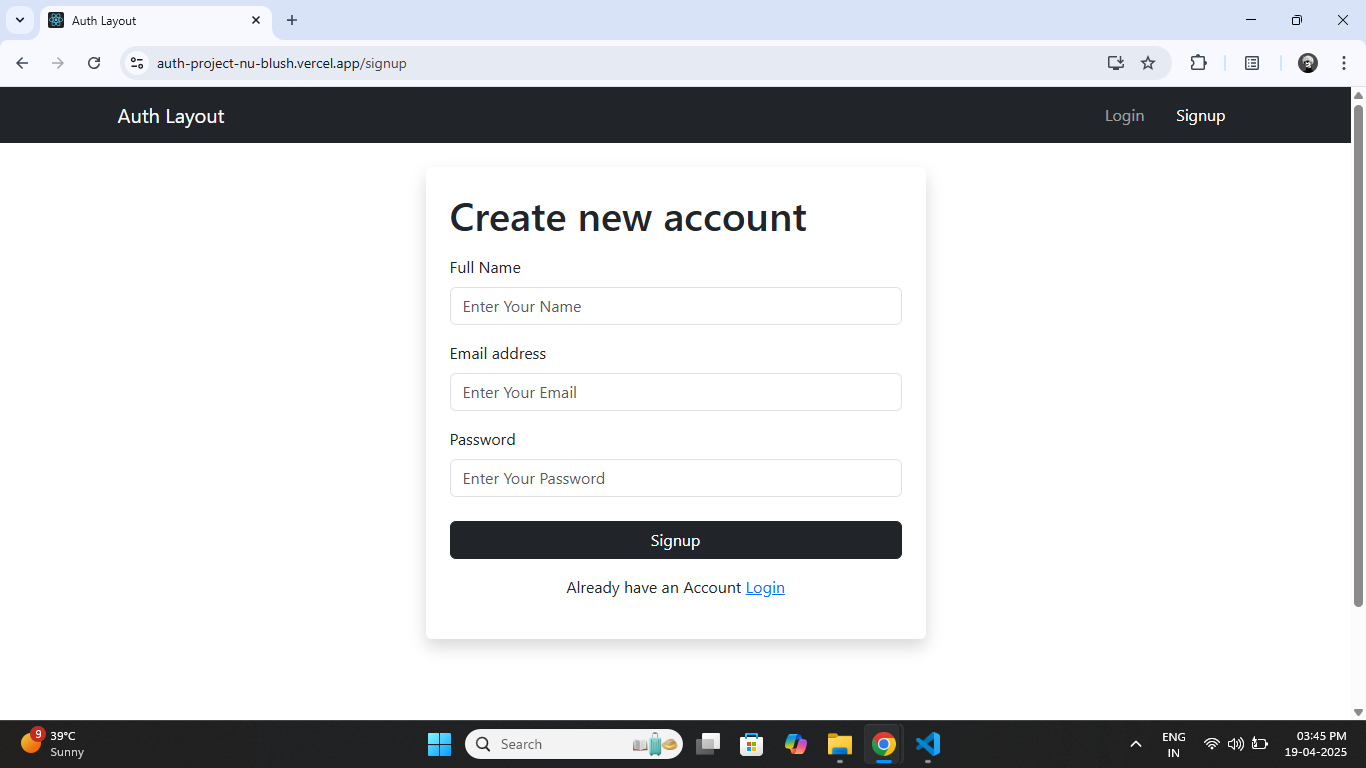 Auth Layout
auth-project-nu-blush.vercel.app/signup
Auth Layout Login Signup
Create new account
Full Name
Enter Your Name
Email address
Enter Your Email
Password
Enter Your Password
Signup
Already have an Account Login
9 39°C
Sunny
Search
ENG
IN
03:45 PM
19-04-2025